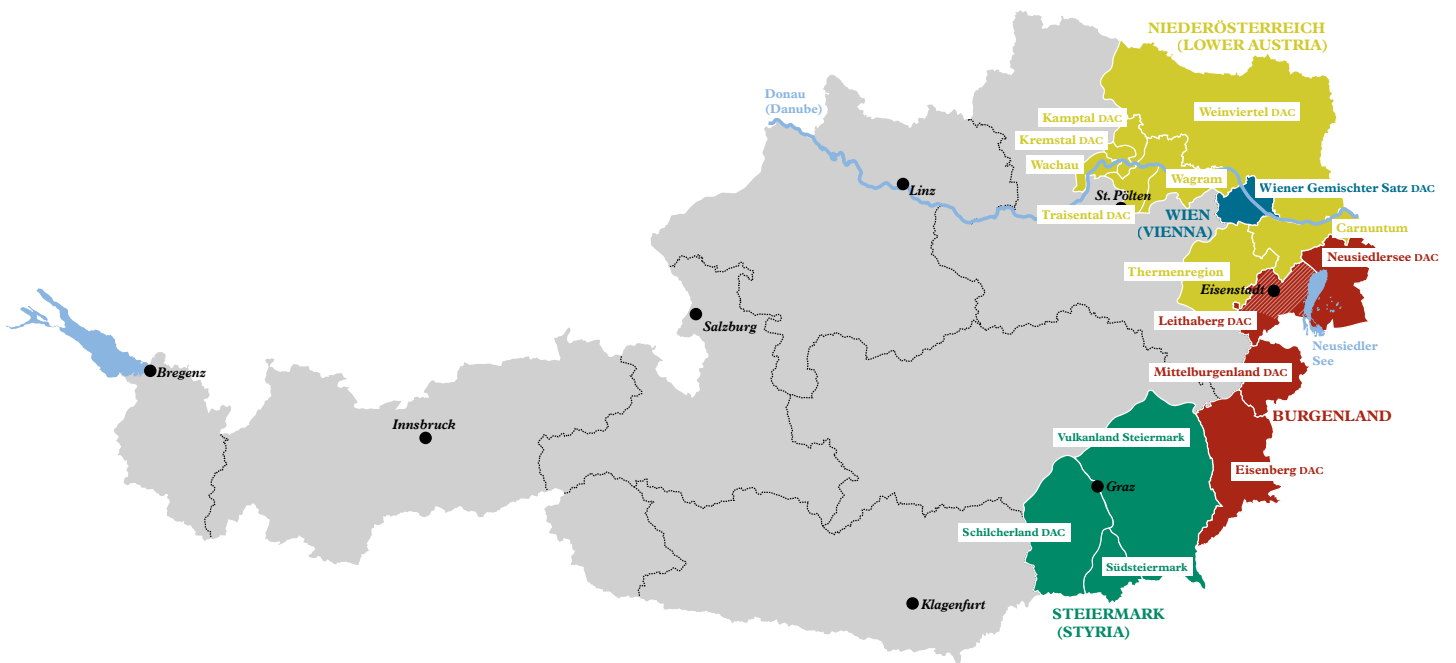 NIEDERÖSTERREICH
(LOWER AUSTRIA)
Donau
(Danube)
Weinviertel DAC
Kamptal DAC
Kremstal DAC
Wachau
Wagram
Linz
St. Pölten
Wiener Gemischter Satz DAC
Traisental DAC
WIEN
(VIENNA)
Carnuntum
Neusiedlersee DAC
Thermenregion
Eisenstadt
Leithaberg DAC
Salzburg
Neusiedler
See
Mittelburgenland DAC
Bregenz
BURGENLAND
Innsbruck
Vulkanland Steiermark
Eisenberg DAC
Graz
Schilcherland DAC
Südsteiermark
Klagenfurt
STEIERMARK
(STYRIA)